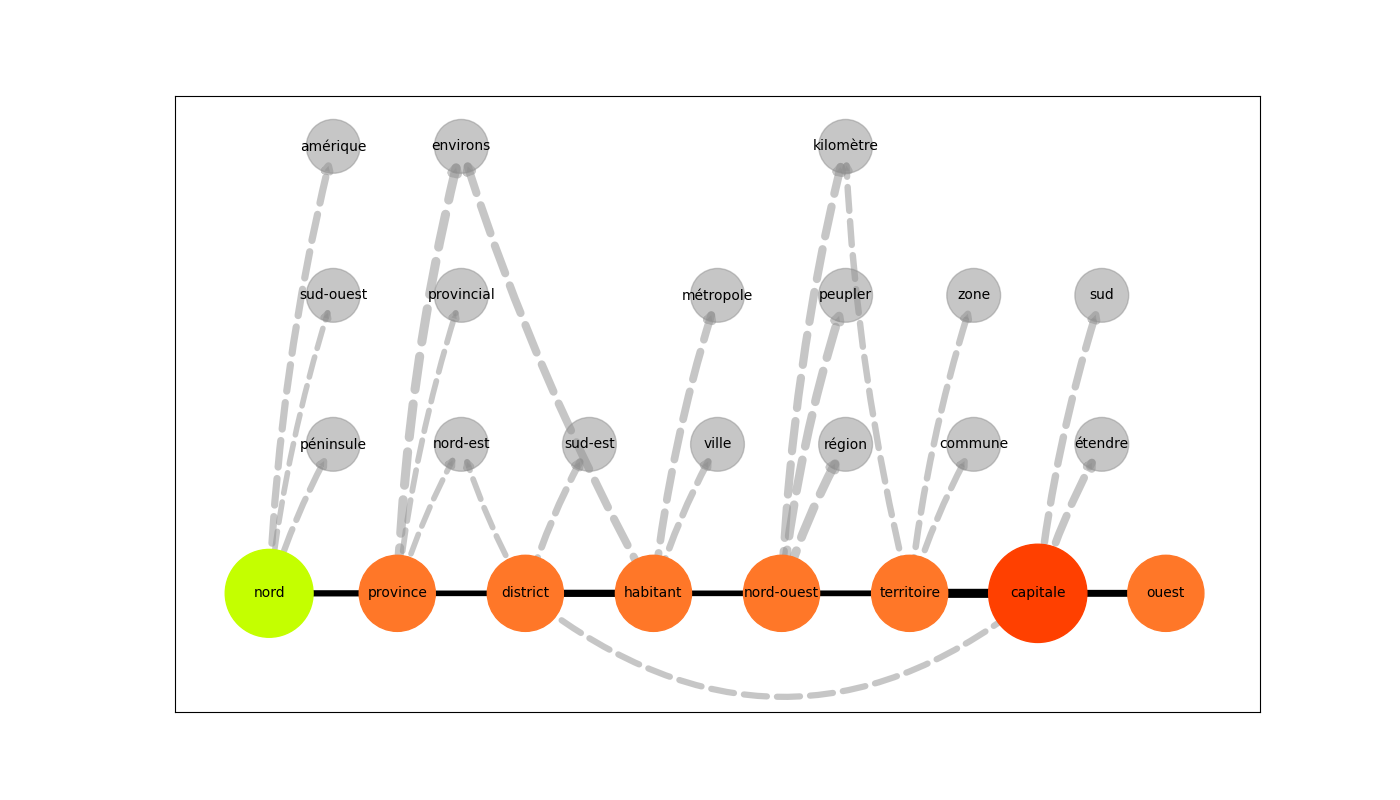 amérique environs kilomètre
sud-ouest provincial métropole peupler zone sud
péninsule nord-est sud-est ville région commune étendre
nord province district habitant nord-ouest territoire capitale ouest